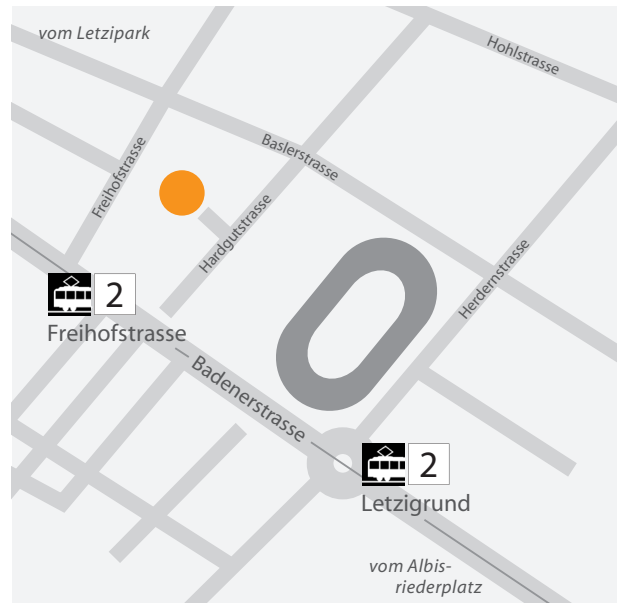 vom Letzipark
Hohlstrasse
Baslerstrasse
Freihofstrasse
Hardgutstrasse
Herdernstrasse
2
Freihofstrasse
Badenerstrasse
2
Letzigrund
vom Albis-
riederplatz